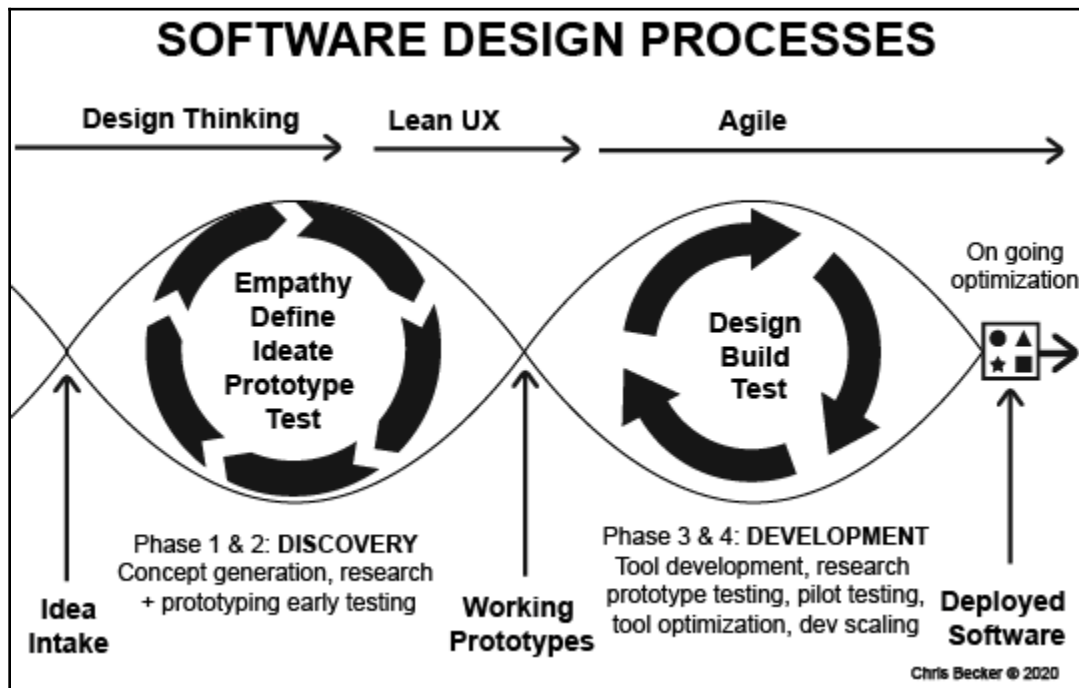 SOFTWARE DESIGN PROCESSES
Design Thinking
Lean UX
Agile
Empathy
Define
Ideate
Prototype
Test
Design
Build
Test
On going
optimization
Phase 1 & 2: DISCOVERY
Concept generation, research
+ prototyping early testing
Phase 3 & 4: DEVELOPMENT
Tool development, research
prototype testing, pilot testing,
tool optimization, dev scaling
Idea
Intake
Working
Prototypes
Deployed
Software
Chris Becker © 2020